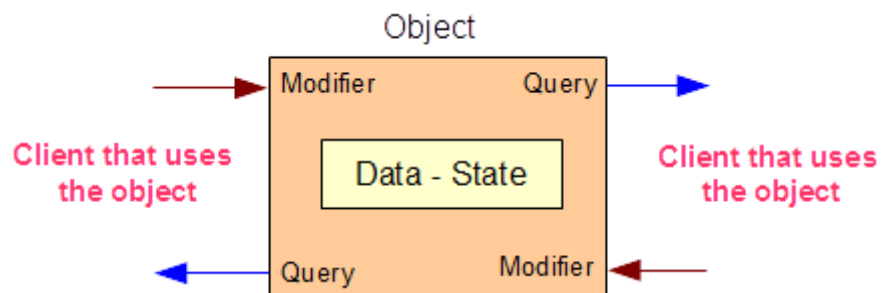 Object
Modifier
Query
Client that uses
the object
Data - State
Client that uses
the object
Query
Modifier